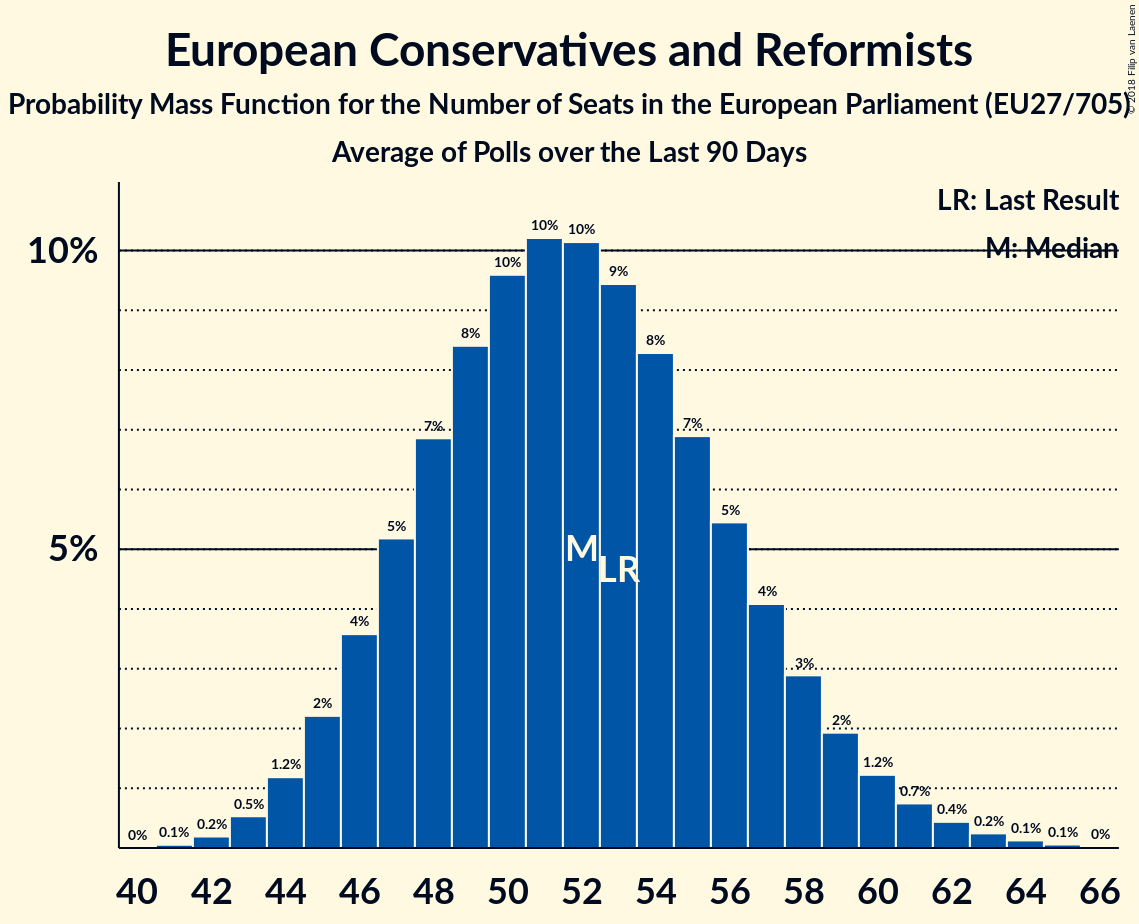 European Conservatives and Reformists
Probability Mass Function for the Number of Seats in the European Parliament (EU27/705)
Average of Polls over the Last 90 Days
© 2018 Filip van Laenen
LR: Last Result
M: Median
10%
5%
0% 0.1% 0.2% 0.5% 1.2% 2% 4% 5% 7% 8% 10% 10% 10% 9% 8% 7% 5% 4% 3% 2% 1.2% 0.7% 0.4% 0.2% 0.1% 0.1% 0%
M
LR
40 42 44 46 48 50 52 54 56 58 60 62 64 66